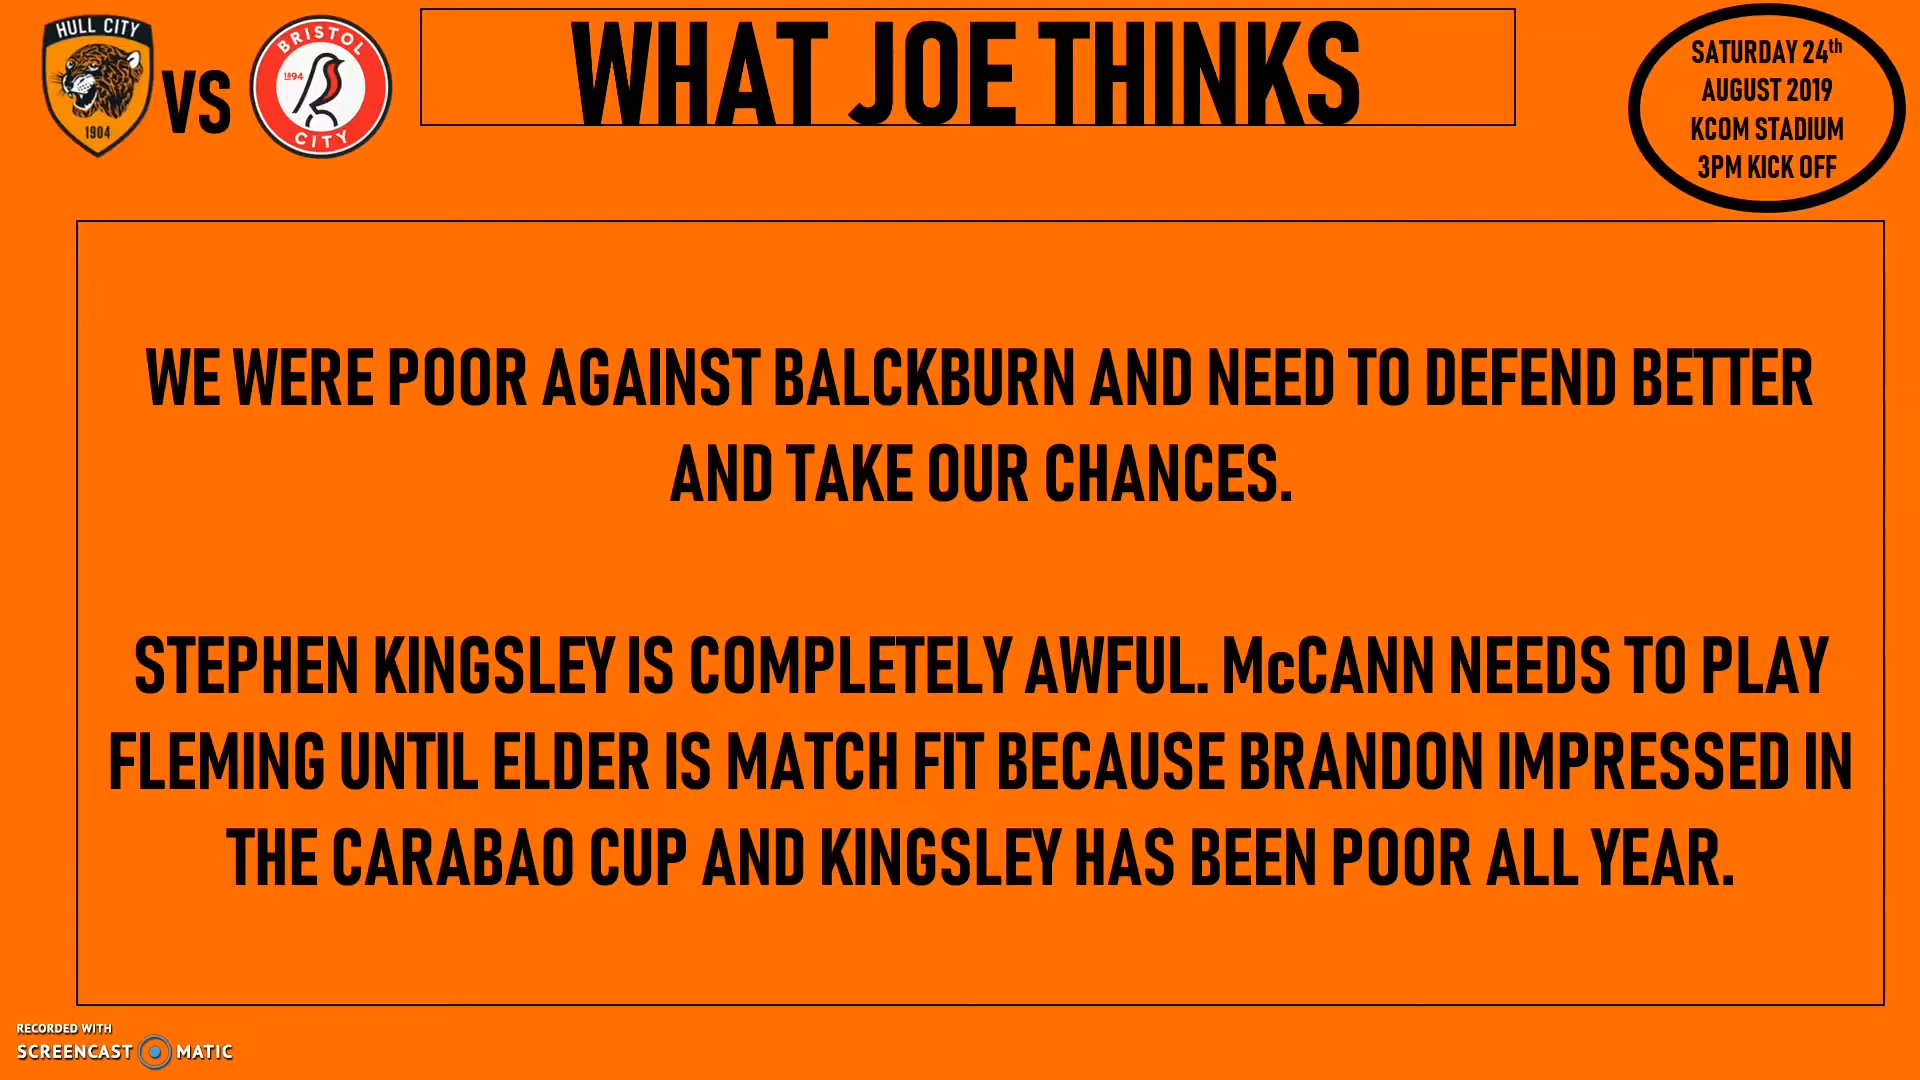 HULL CITY
1904
VS
BRISTOL
1894
CITY
WHAT JOE THINKS
SATURDAY 24th
AUGUST 2019
KCOM STADIUM
3PM KICK OFF
WE WERE POOR AGAINST BALCKBURN AND NEED TO DEFEND BETTER
AND TAKE OUR CHANCES.
STEPHEN KINGSLEY IS COMPLETELY AWFUL. McCANN NEEDS TO PLAY
FLEMING UNTIL ELDER IS MATCH FIT BECAUSE BRANDON IMPRESSED IN
THE CARABAO CUP AND KINGSLEY HAS BEEN POOR ALL YEAR.
RECORDED WITH
SCREENCAST MATIC